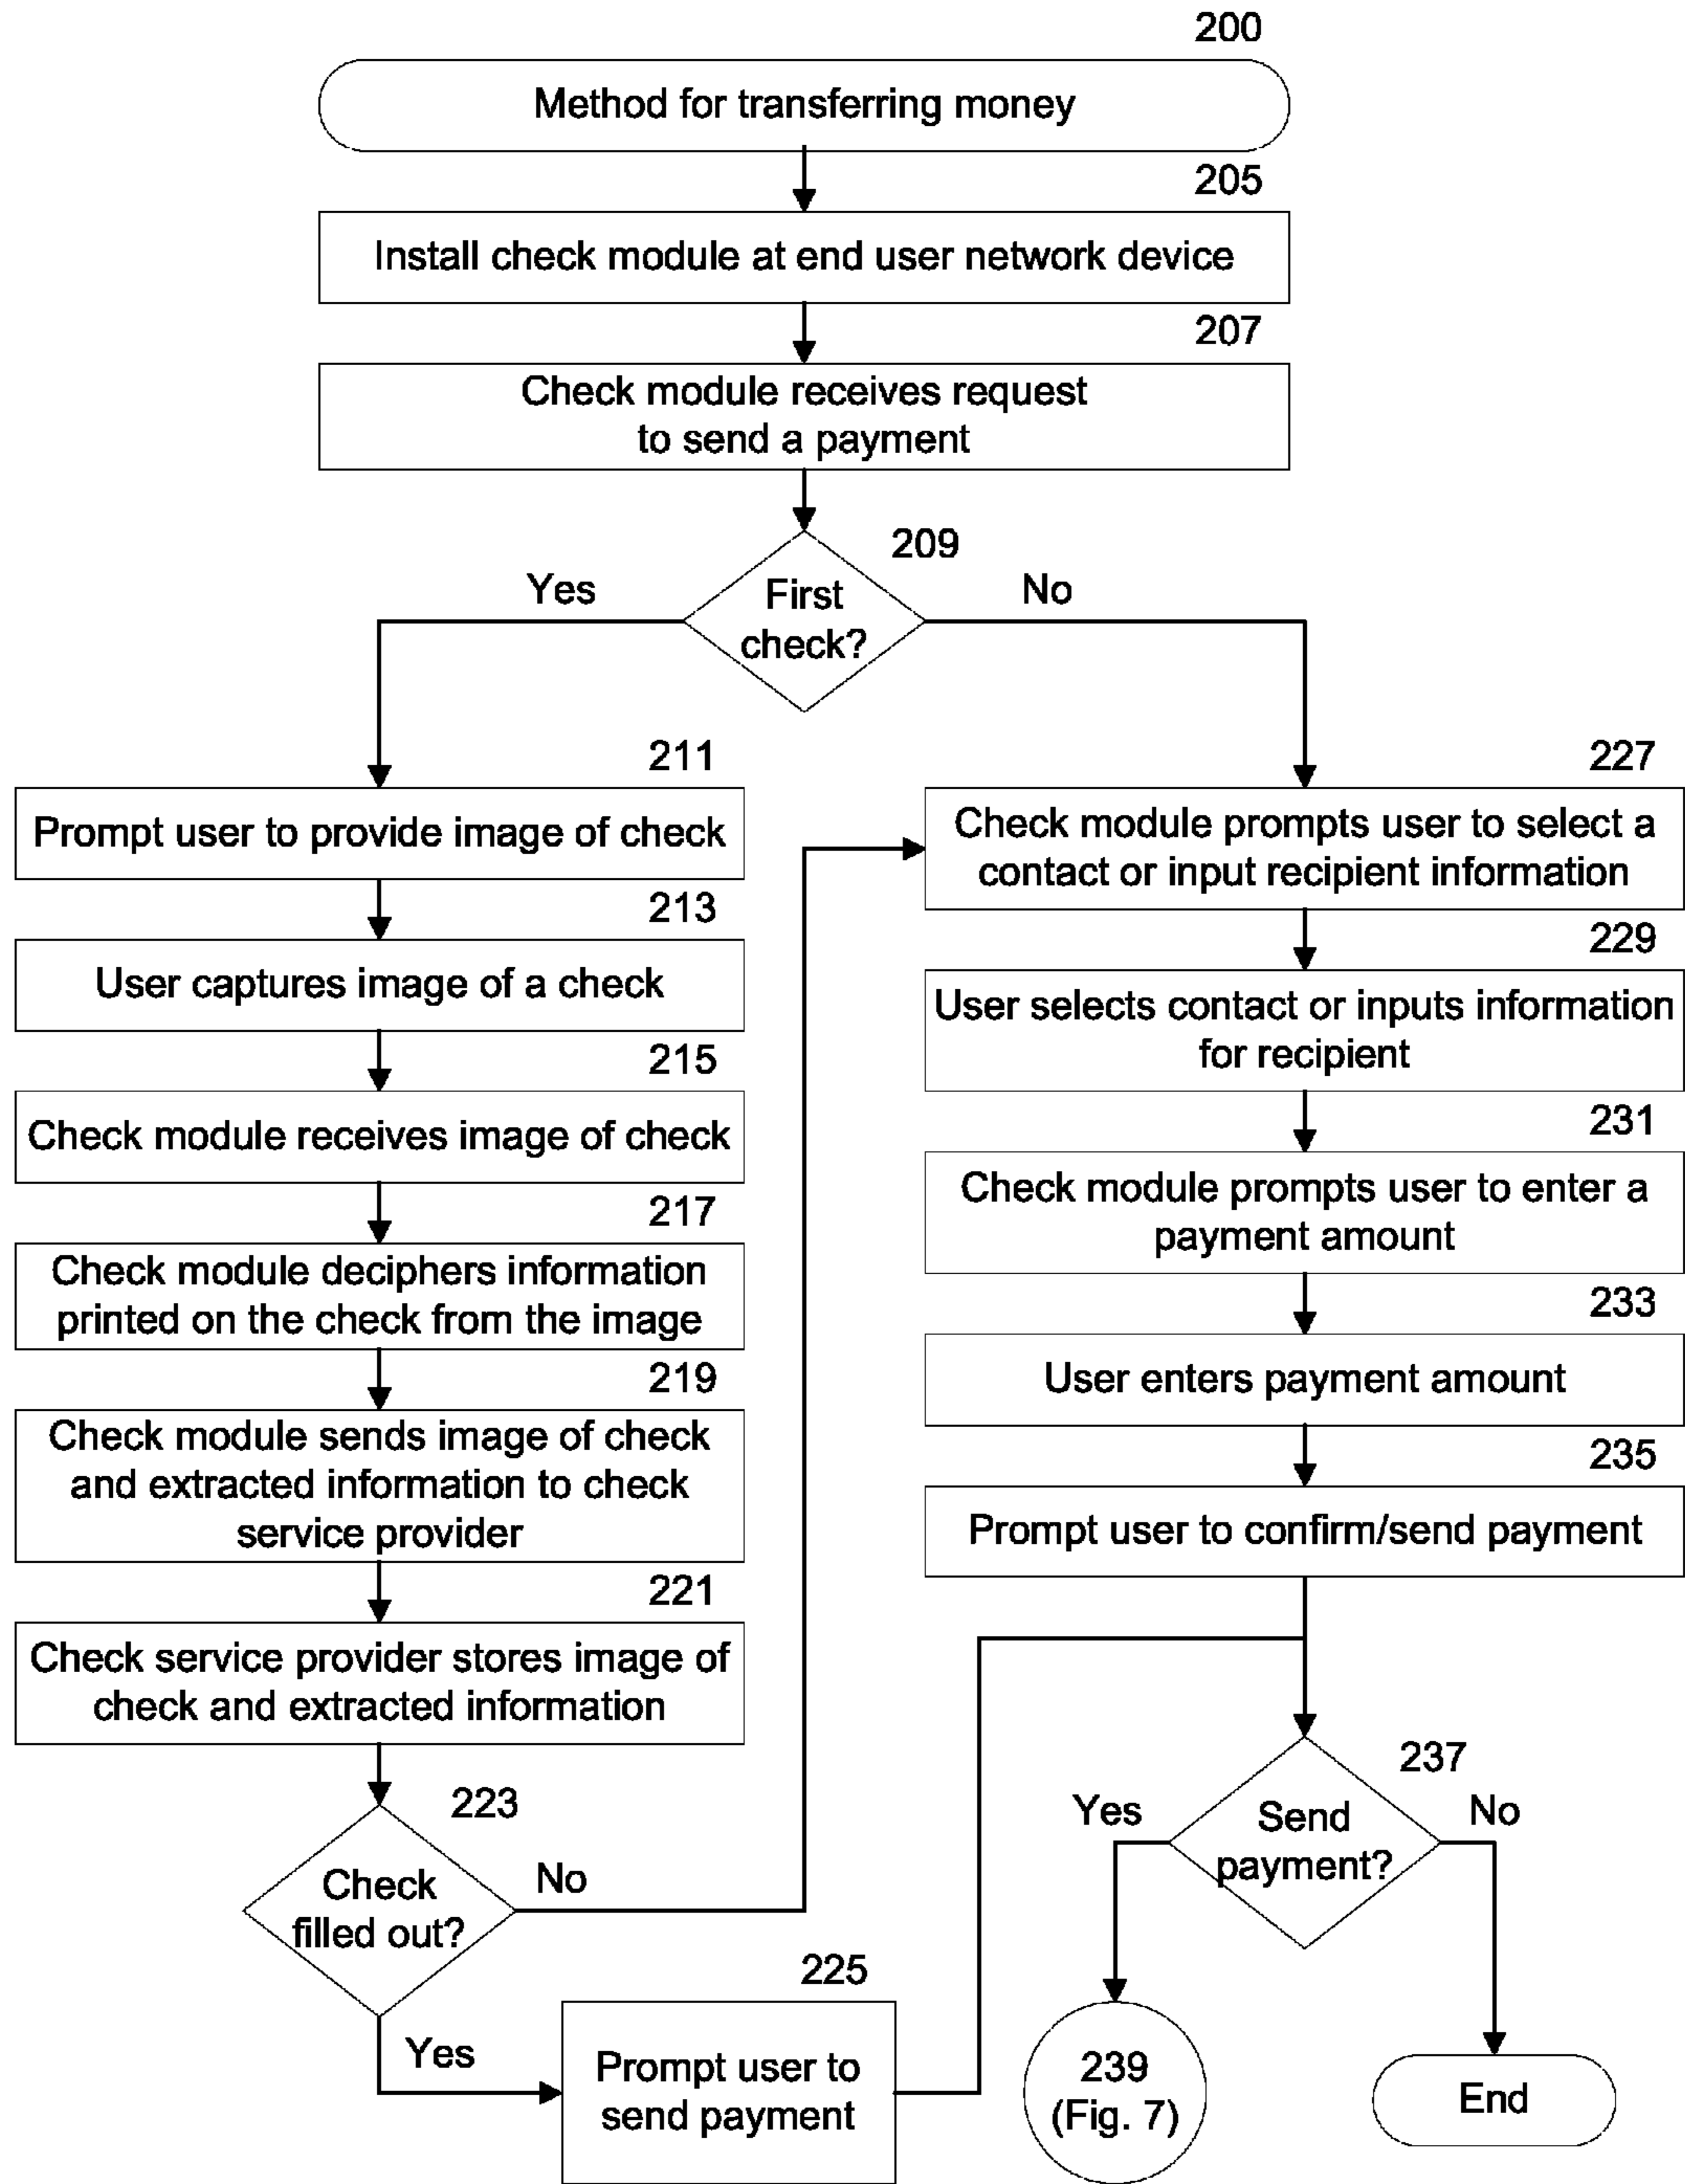 200
Method for transferring money
205
Install check module at end user network device
207
Check module receives request
to send a payment
209
First
check?
Yes
No
211
Prompt user to provide image of check
213
User captures image of a check
215
Check module receives image of check
217
Check module deciphers information
printed on the check from the image
219
Check module sends image of check
and extracted information to check
service provider
221
Check service provider stores image of
check and extracted information
223
Check
filled out?
No
Yes
225
Prompt user to
send payment
227
Check module prompts user to select a
contact or input recipient information
229
User selects contact or inputs information
for recipient
231
Check module prompts user to enter a
payment amount
233
User enters payment amount
235
Prompt user to confirm/send payment
237
Send
payment?
Yes
No
239
(Fig. 7)
End